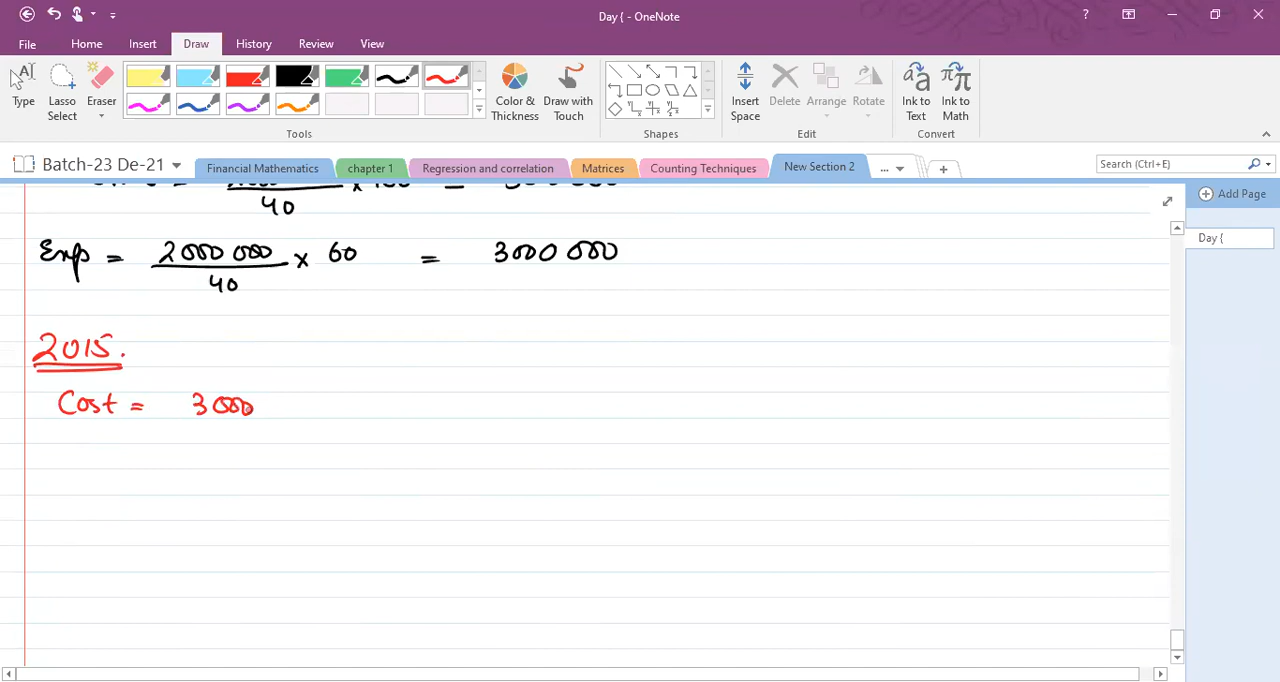 Day { - OneNote
?
File Home Insert Draw History Review View
Type Lasso Select Eraser Color & Thickness Draw with Touch Insert Space Delete Arrange Rotate Ink to Text Ink to Math
Tools Shapes Edit Convert
Batch-23 De-21 Financial Mathematics chapter 1 Regression and correlation Matrices Counting Techniques New Section 2 ... + Search (Ctrl+E)
Add Page
Day {
40
Exp = 2000 000 / 40 × 60 = 3000 000
2015.
Cost = 3000